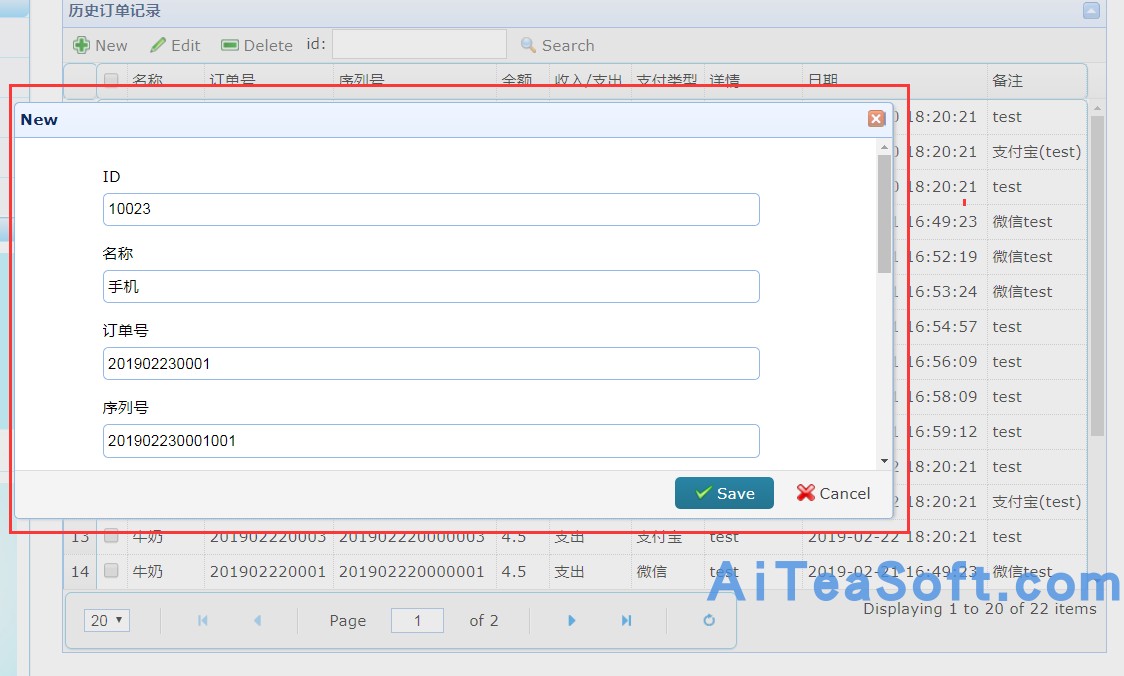 历史订单记录
New Edit Delete id: Search
名称 订单号 序列号 金额 收入/支出 支付类型 详情 日期 备注
New
18:20:21 test
ID
18:20:21 支付宝(test)
10023
18:20:21 test
名称
16:49:23 微信test
手机
16:52:19 微信test
16:53:24 微信test
订单号
16:54:57 test
201902230001
16:56:09 test
序列号
16:58:09 test
201902230001001
16:59:12 test
18:20:21 test
Save Cancel
18:20:21 支付宝(test)
13 牛奶 201902220003 201902220000003 4.5 支出 支付宝 test 2019-02-22 18:20:21 test
14 牛奶 201902220001 201902220000001 4.5 支出 微信 test 2019-02-21 16:49:23 微信test
AiTeaSoft.com
20 Page 1 of 2
Displaying 1 to 20 of 22 items